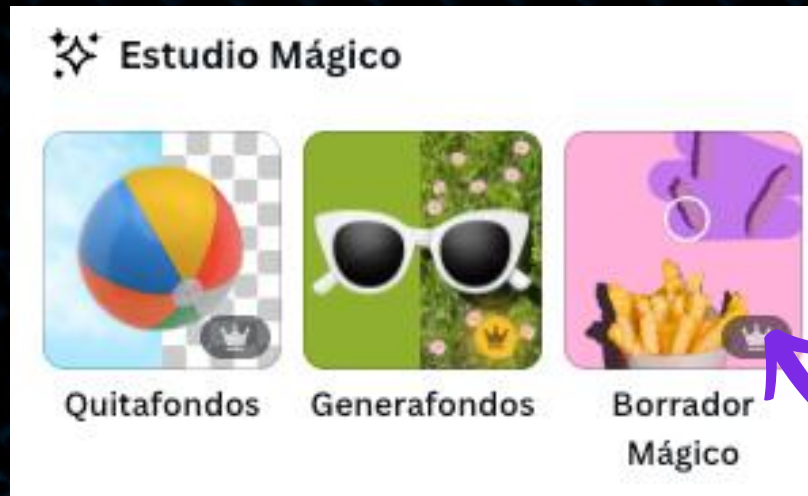 Estudio Mágico
Quitafondos
Generafondos
Borrador
Mágico